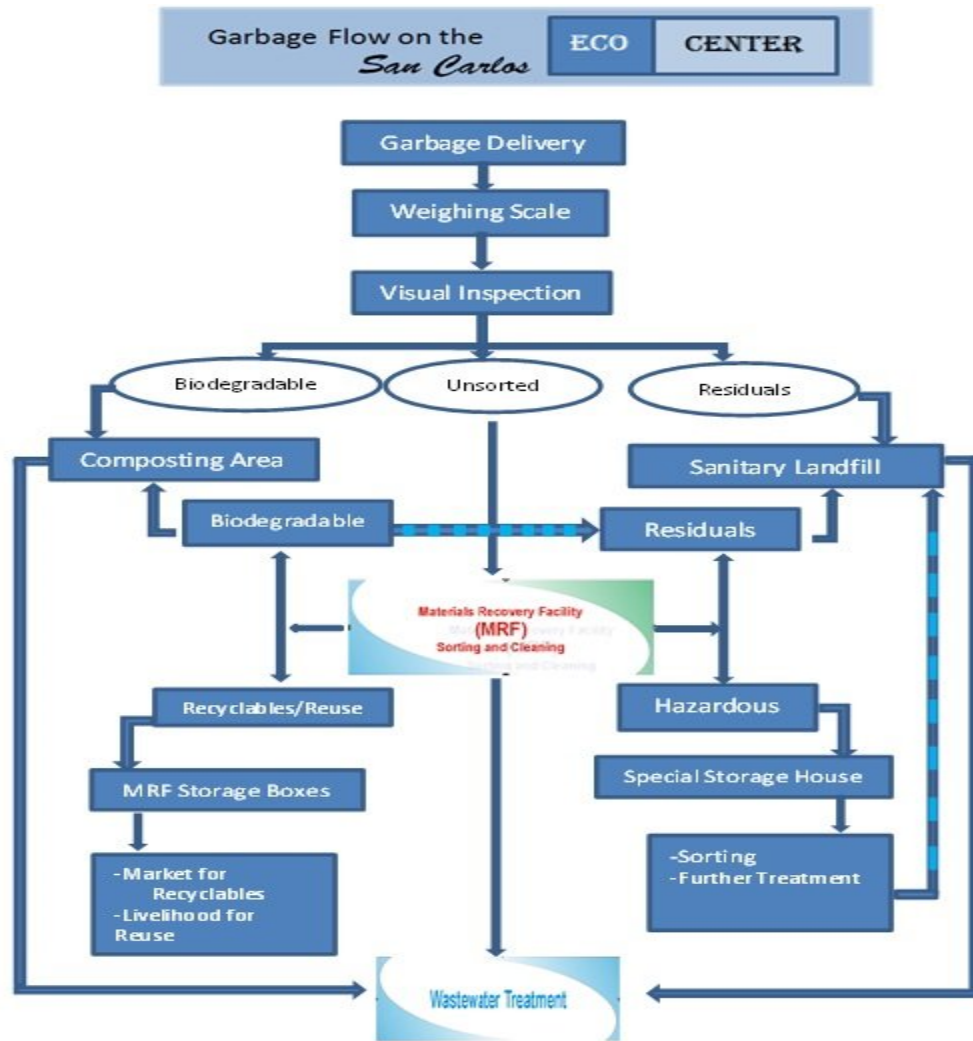 Garbage Flow on the
San Carlos
ECO CENTER
Garbage Delivery
Weighing Scale
Visual Inspection
Biodegradable
Unsorted
Residuals
Composting Area
Sanitary Landfill
Biodegradable
Residuals
Materials Recovery Facility
(MRF)
Sorting and Cleaning
Recyclables/Reuse
Hazardous
MRF Storage Boxes
Special Storage House
-Market for
Recyclables
-Livelihood for
Reuse
-Sorting
-Further Treatment
Wastewater Treatment